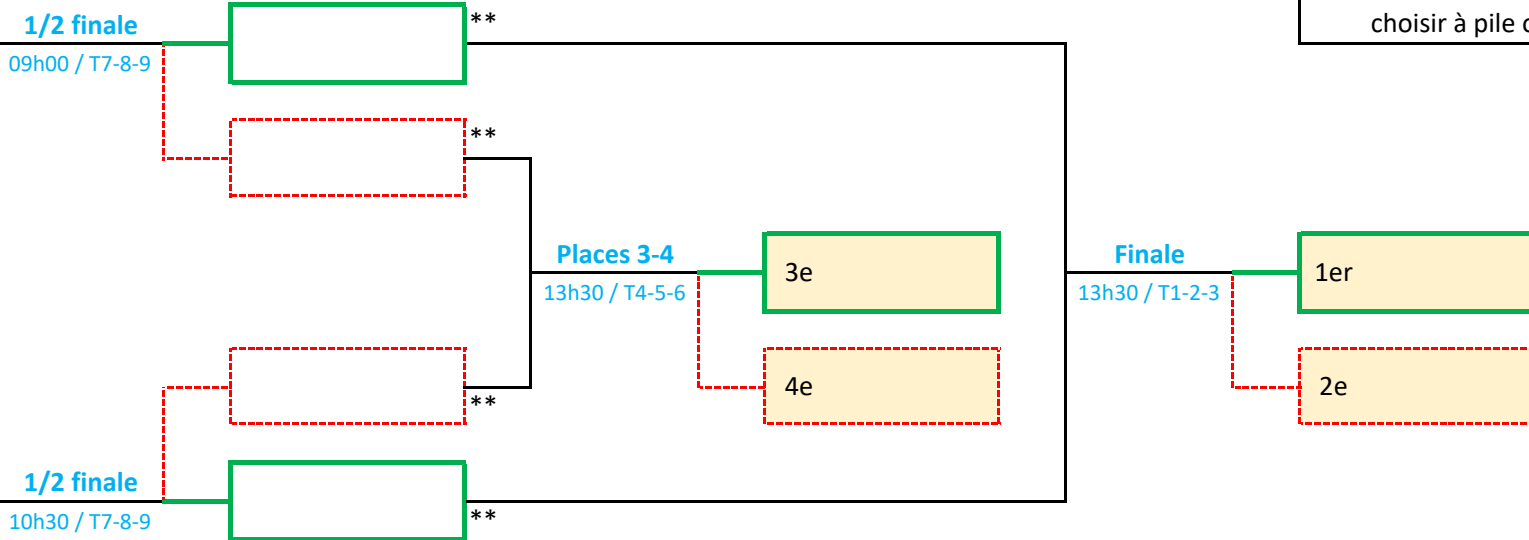 1/2 finale
**
choisir à pile
09h00 / T7-8-9
**
Places 3-4
3e
Finale
1er
13h30 / T4-5-6
13h30 / T1-2-3
4e
2e
**
1/2 finale
10h30 / T7-8-9
**